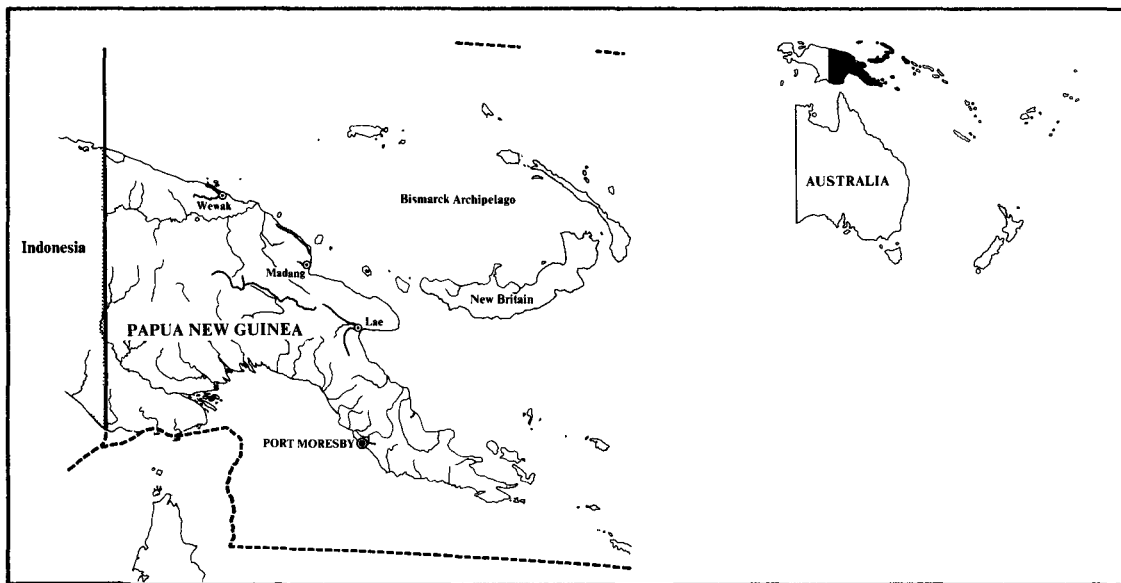 Wewak
Bismarck Archipelago
Indonesia
Madang
New Britain
Lae
PAPUA NEW GUINEA
PORT MORESBY
AUSTRALIA